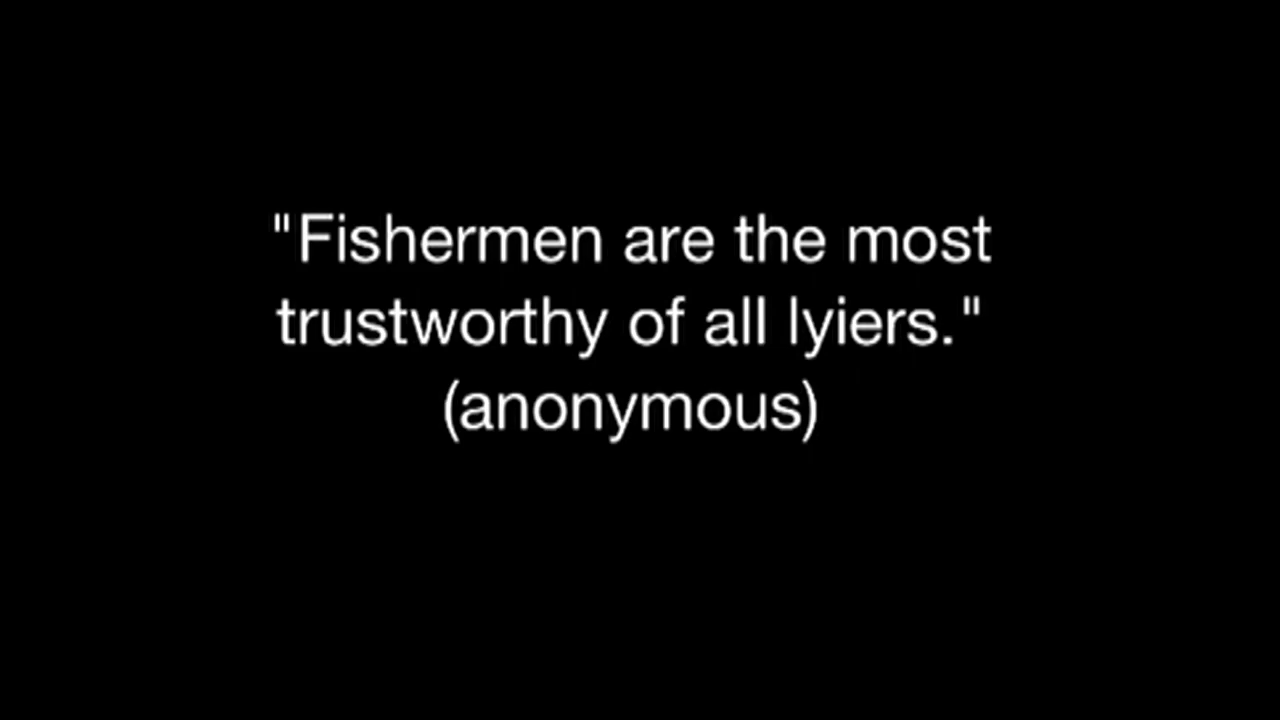 "Fishermen are the most
trustworthy of all lyiers."
(anonymous)